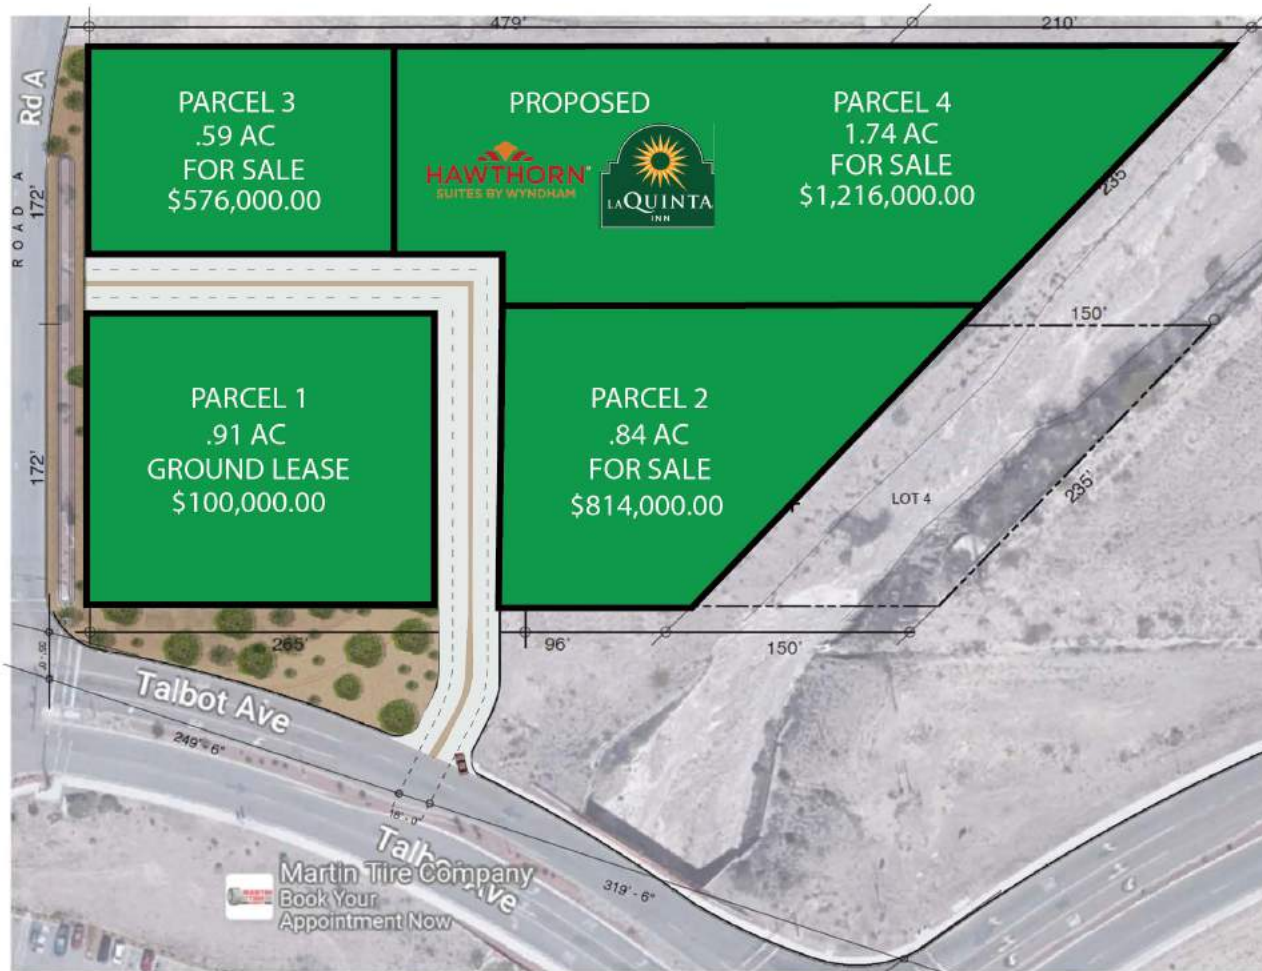 479'
210'
Rd A
ROAD A
172'
172'
PARCEL 3
.59 AC
FOR SALE
$576,000.00
PROPOSED
HAWTHORN
SUITES BY WYNDHAM
LAQUINTA
INN
PARCEL 4
1.74 AC
FOR SALE
$1,216,000.00
235'
150'
PARCEL 1
.91 AC
GROUND LEASE
$100,000.00
PARCEL 2
.84 AC
FOR SALE
$814,000.00
LOT 4
235'
265'
96'
150'
Talbot Ave
249' - 6"
16' - 0"
Talbot Ave
319' - 6"
Martin Tire Company
Book Your
Appointment Now